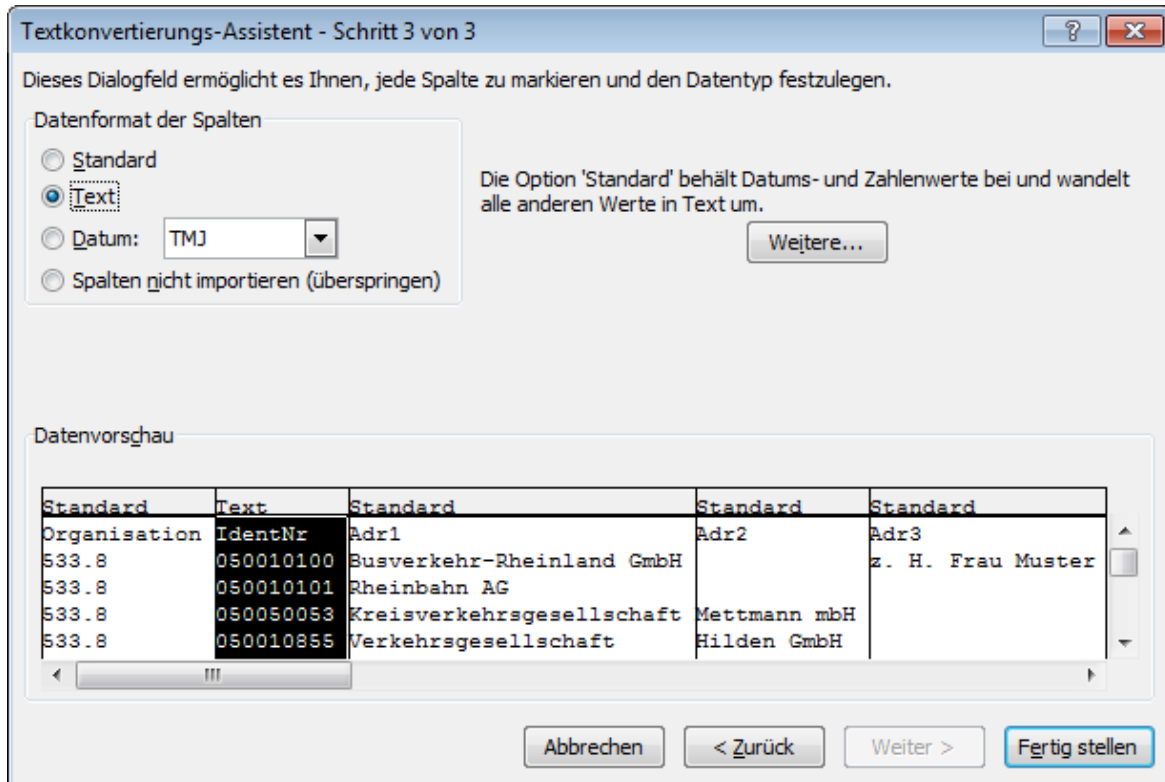 Textkonvertierungs-Assistent - Schritt 3 von 3
Dieses Dialogfeld ermöglicht es Ihnen, jede Spalte zu markieren und den Datentyp festzulegen.
Datenformat der Spalten
Standard
Text
Datum: TMJ
Spalten nicht importieren (überspringen)
Die Option 'Standard' behält Datums- und Zahlenwerte bei und wandelt
alle anderen Werte in Text um.
Weitere...
Datenvorschau
Standard Text Standard Standard Standard
Organisation IdentNr Adr1 Adr2 Adr3
533.8 050010100 Busverkehr-Rheinland GmbH z. H. Frau Muster
533.8 050010101 Rheinbahn AG
533.8 050050053 Kreisverkehrsgesellschaft Mettmann mbH
533.8 050010855 Verkehrsgesellschaft Hilden GmbH
Abbrechen < Zurück Weiter > Fertig stellen